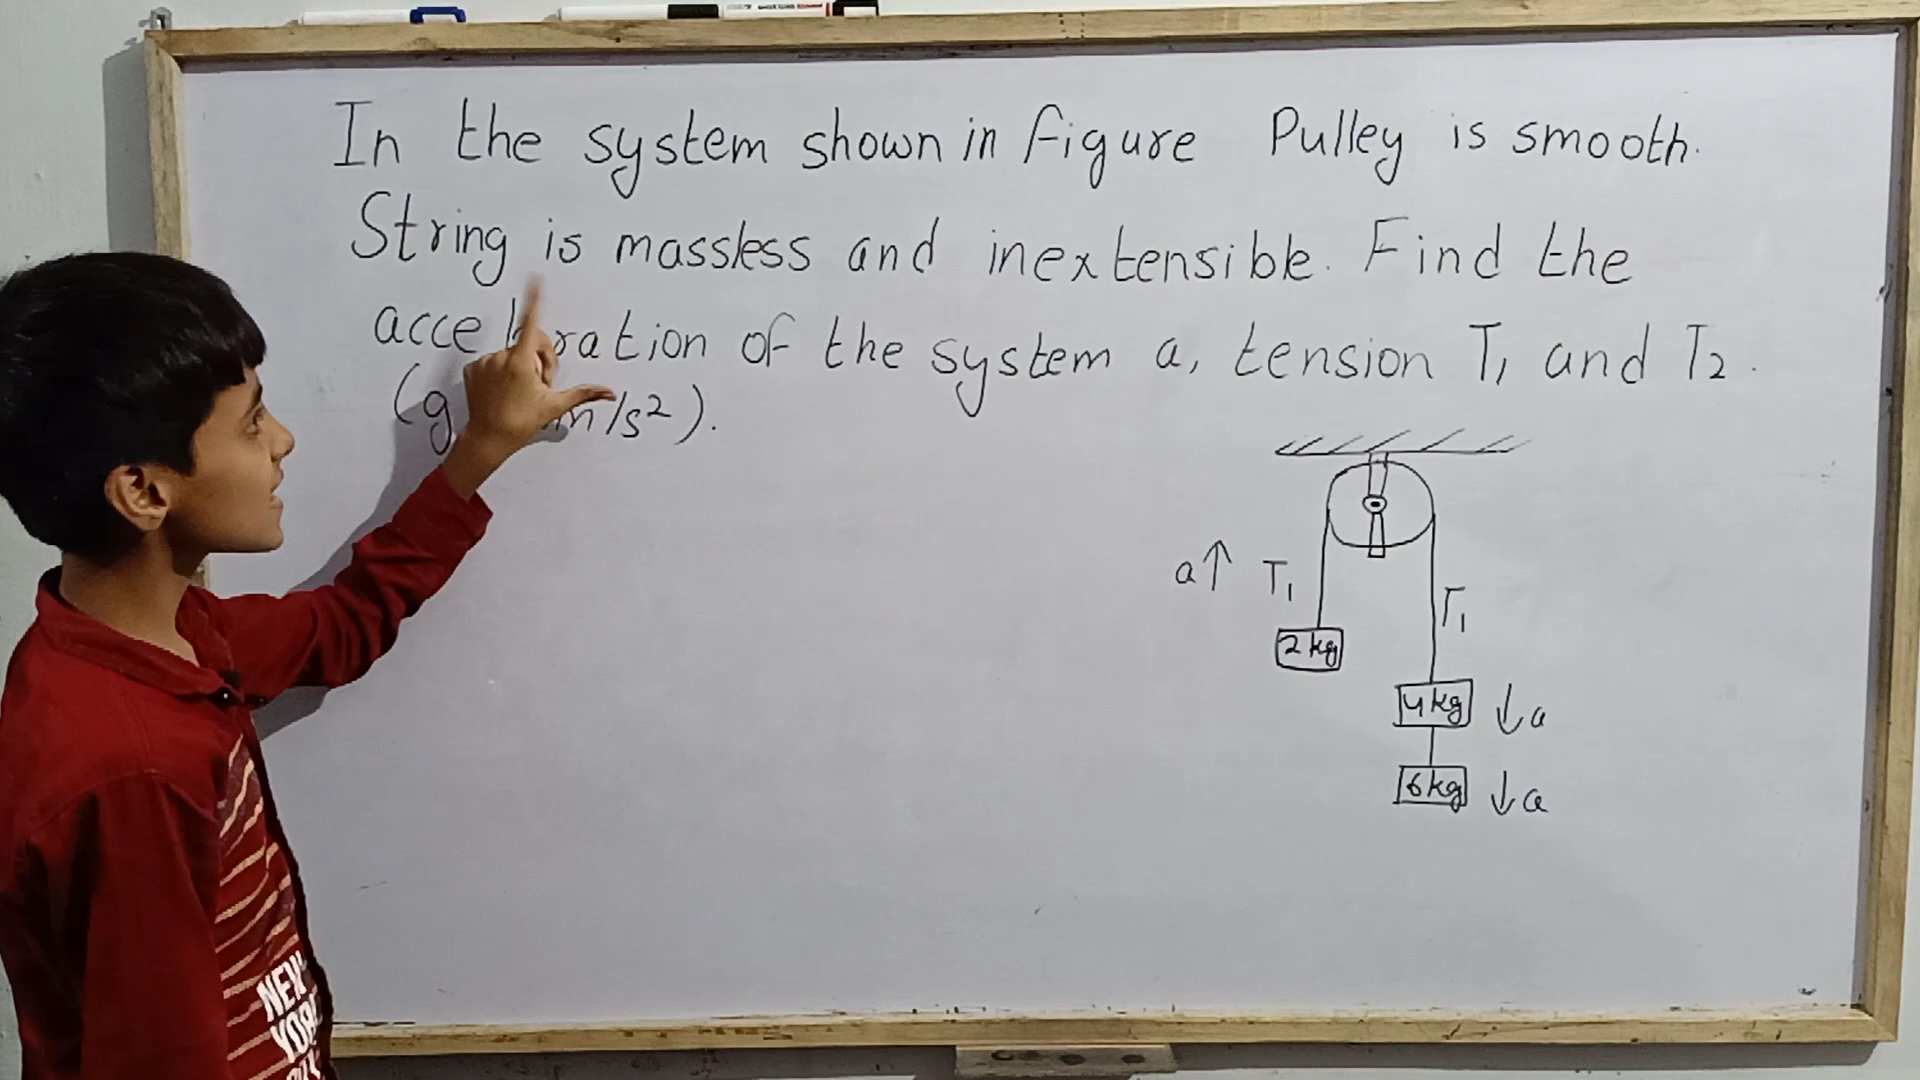 In the system shown in figure Pulley is smooth.
String is massless and inextensible. Find the
of the system a, tension T₁ and T₂.
(g m/s²).
a↑ T₁
T₁
2 kg
4 kg ↓a
6 kg ↓a
NEW